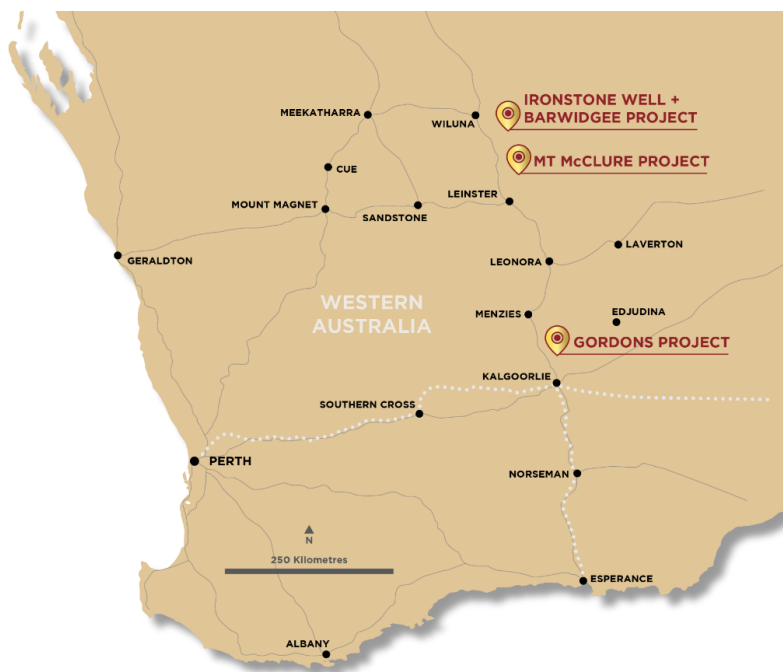 IRONSTONE WELL +
BARWIDGEE PROJECT
MEEKATHARRA
WILUNA
MT McCLURE PROJECT
CUE
LEINSTER
MOUNT MAGNET
SANDSTONE
LAVERTON
GERALDTON
LEONORA
WESTERN
AUSTRALIA
MENZIES
EDJUDINA
GORDONS PROJECT
KALGOORLIE
SOUTHERN CROSS
PERTH
NORSEMAN
N
250 Kilometres
ESPERANCE
ALBANY